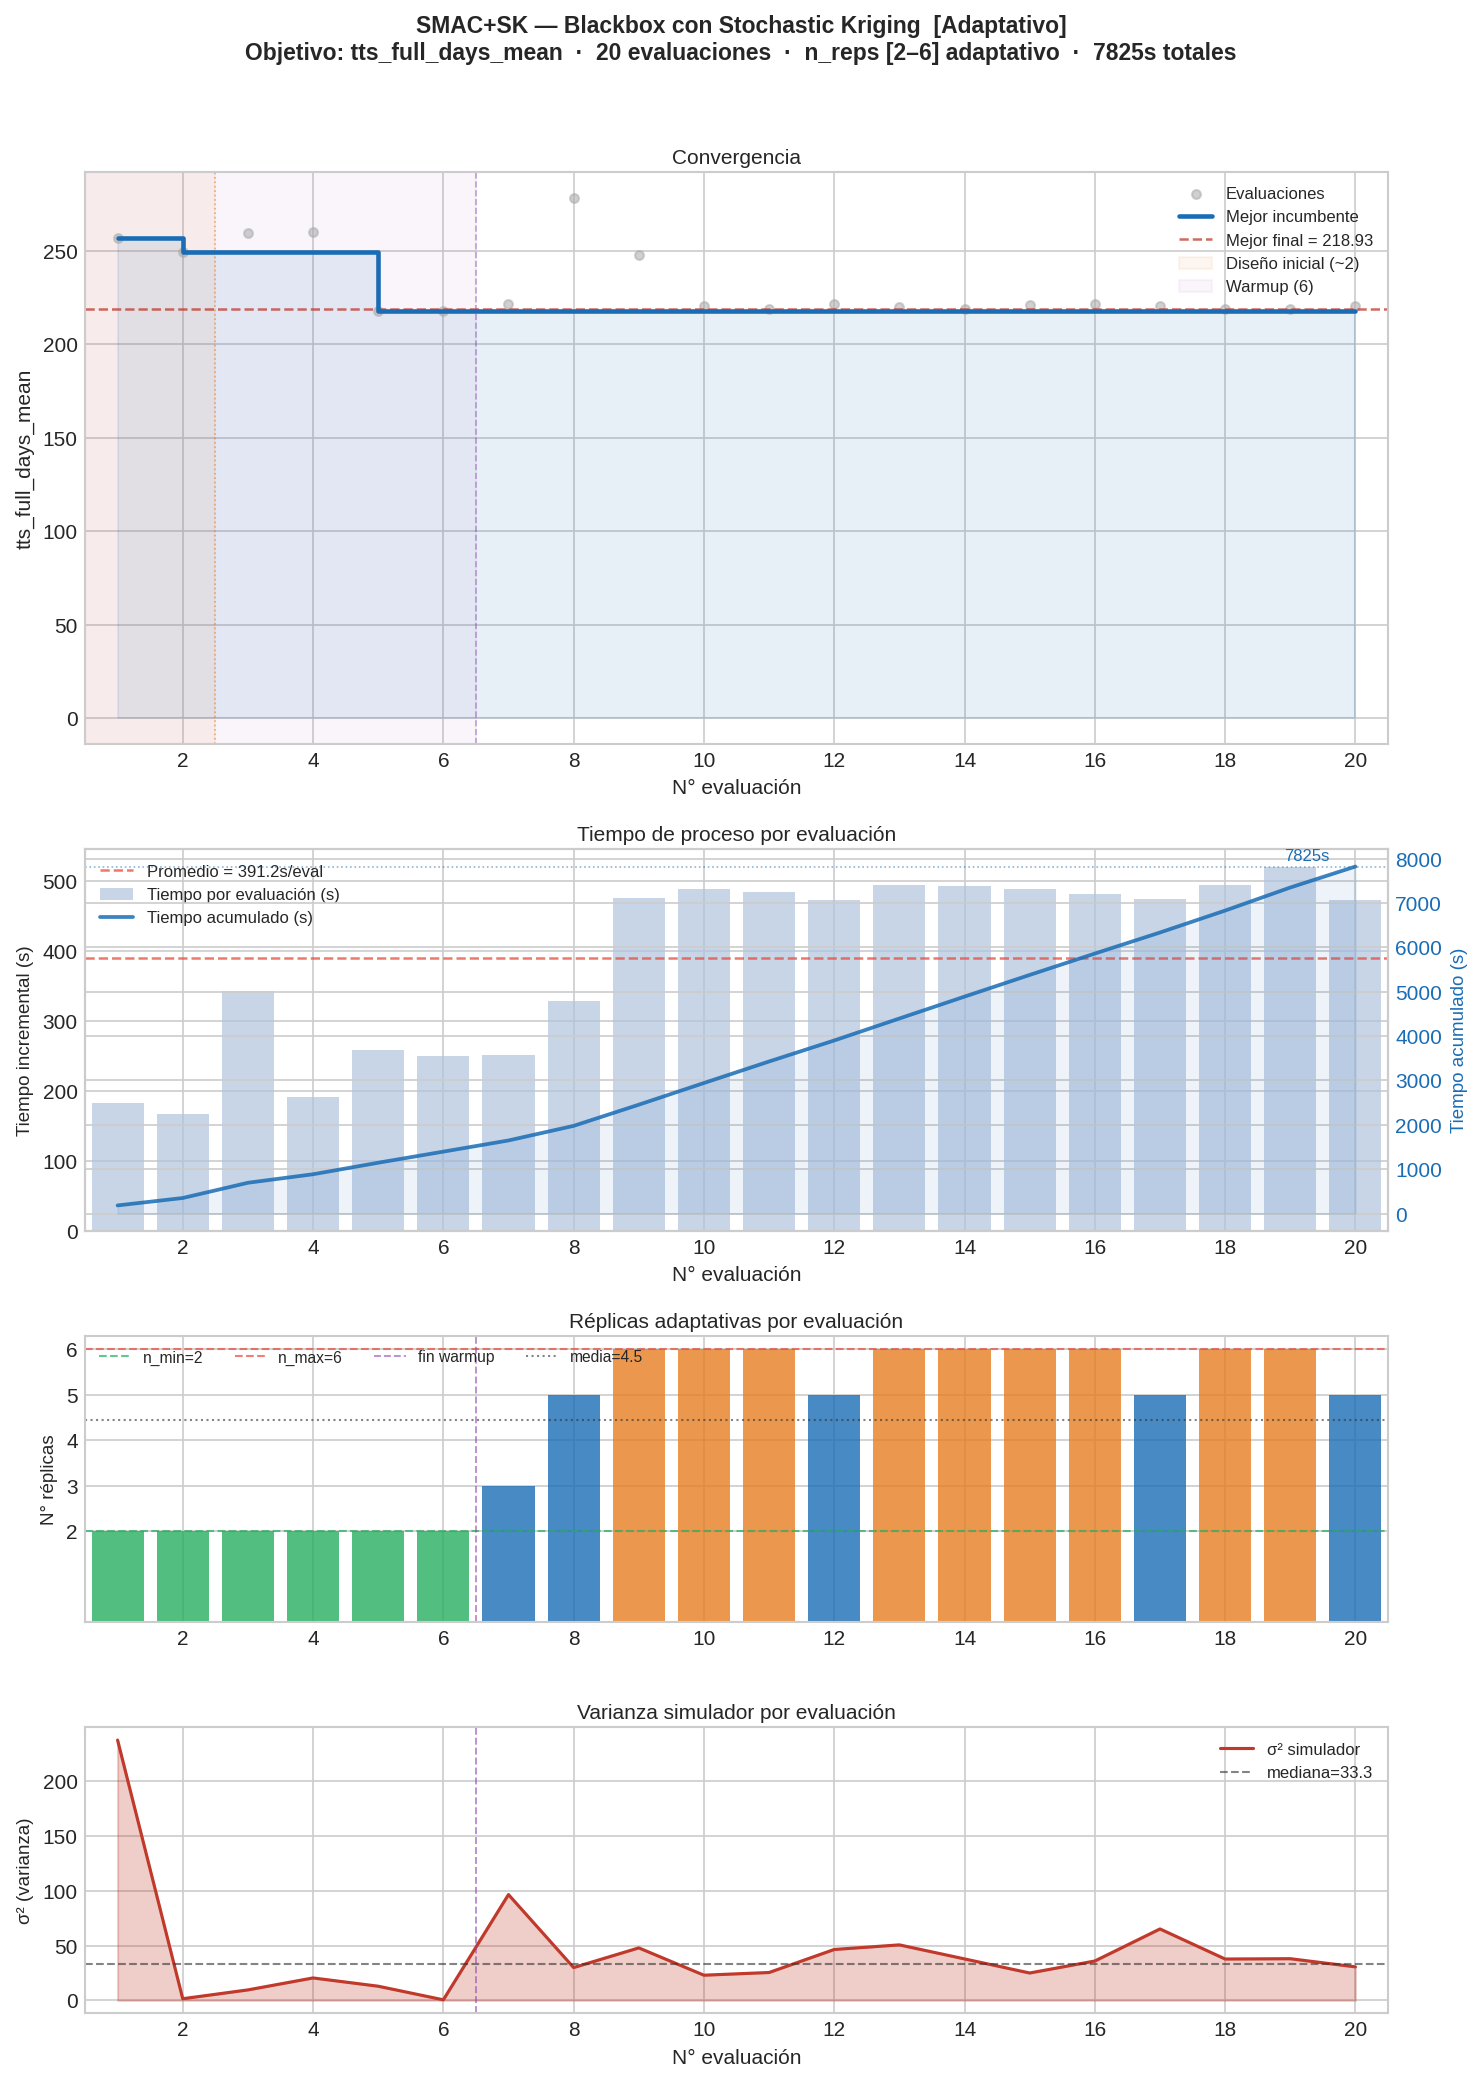 SMAC+SK — Blackbox con Stochastic Kriging  [Adaptativo]
Objetivo: tts_full_days_mean  ·  20 evaluaciones  ·  n_reps [2–6] adaptativo  ·  7825s totales
Convergencia
Evaluaciones
Mejor incumbente
Mejor final = 218.93
Diseño inicial (~2)
Warmup (6)
tts_full_days_mean
250
200
150
100
50
0
2 4 6 8 10 12 14 16 18 20
N° evaluación
Tiempo de proceso por evaluación
7825s
Promedio = 391.2s/eval
Tiempo por evaluación (s)
Tiempo acumulado (s)
Tiempo incremental (s)
500
400
300
200
100
0
8000
7000
6000
5000
4000
3000
2000
1000
0
Tiempo acumulado (s)
2 4 6 8 10 12 14 16 18 20
N° evaluación
Réplicas adaptativas por evaluación
n_min=2 n_max=6 fin warmup media=4.5
N° réplicas
6
5
4
3
2
2 4 6 8 10 12 14 16 18 20
Varianza simulador por evaluación
σ² simulador
mediana=33.3
σ² (varianza)
200
150
100
50
0
2 4 6 8 10 12 14 16 18 20
N° evaluación